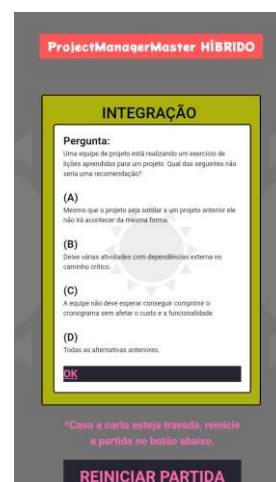 ProjectManagerMaster HÍBRIDO
INTEGRAÇÃO
Pergunta:
Uma equipe de projeto está realizando um exercício de
lições aprendidas para um projeto. Qual das seguintes não
seria uma recomendação?
(A)
Mesmo que o projeto seja similar a um projeto anterior ele
não irá acontecer da mesma forma.
(B)
Deixe várias atividades com dependências externa no
caminho crítico.
(C)
A equipe não deve esperar conseguir comprimir o
cronograma sem afetar o custo e a funcionalidade.
(D)
Todas as alternativas anteriores.
OK
*Caso a carta esteja travada, reinicie
a partida no botão abaixo.
REINICIAR PARTIDA